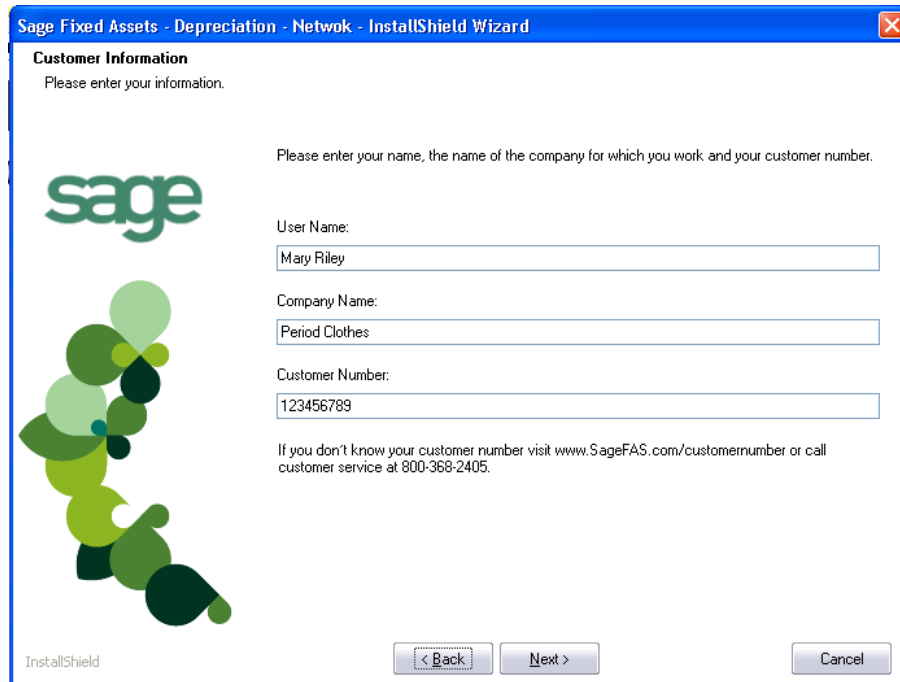 Sage Fixed Assets - Depreciation - Netwok - InstallShield Wizard
Customer Information
Please enter your information.
Please enter your name, the name of the company for which you work and your customer number.
sage
User Name:
Mary Riley
Company Name:
Period Clothes
Customer Number:
123456789
If you don't know your customer number visit www.SageFAS.com/customernumber or call
customer service at 800-368-2405.
InstallShield
< Back
Next >
Cancel